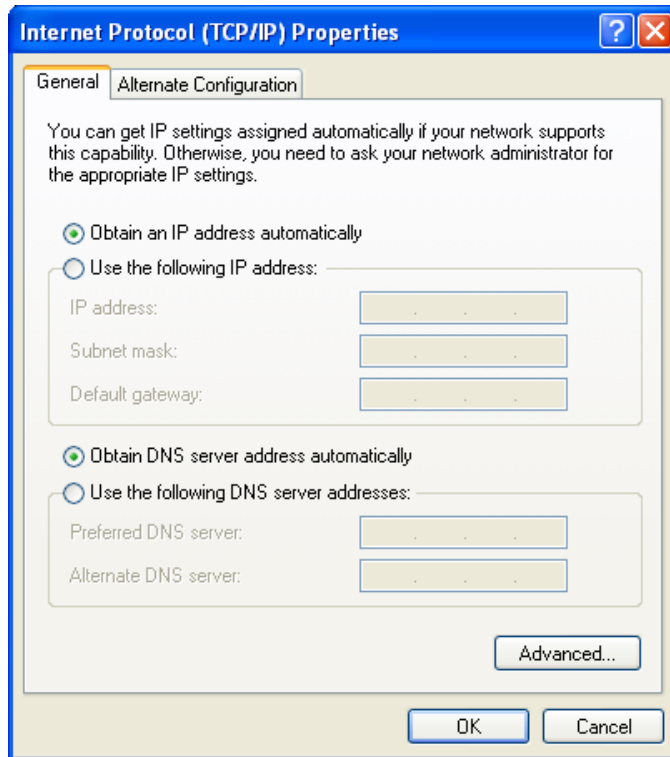 Internet Protocol (TCP/IP) Properties
General
Alternate Configuration
You can get IP settings assigned automatically if your network supports
this capability. Otherwise, you need to ask your network administrator for
the appropriate IP settings.
Obtain an IP address automatically
Use the following IP address:
IP address:
Subnet mask:
Default gateway:
Obtain DNS server address automatically
Use the following DNS server addresses:
Preferred DNS server:
Alternate DNS server:
Advanced...
OK
Cancel